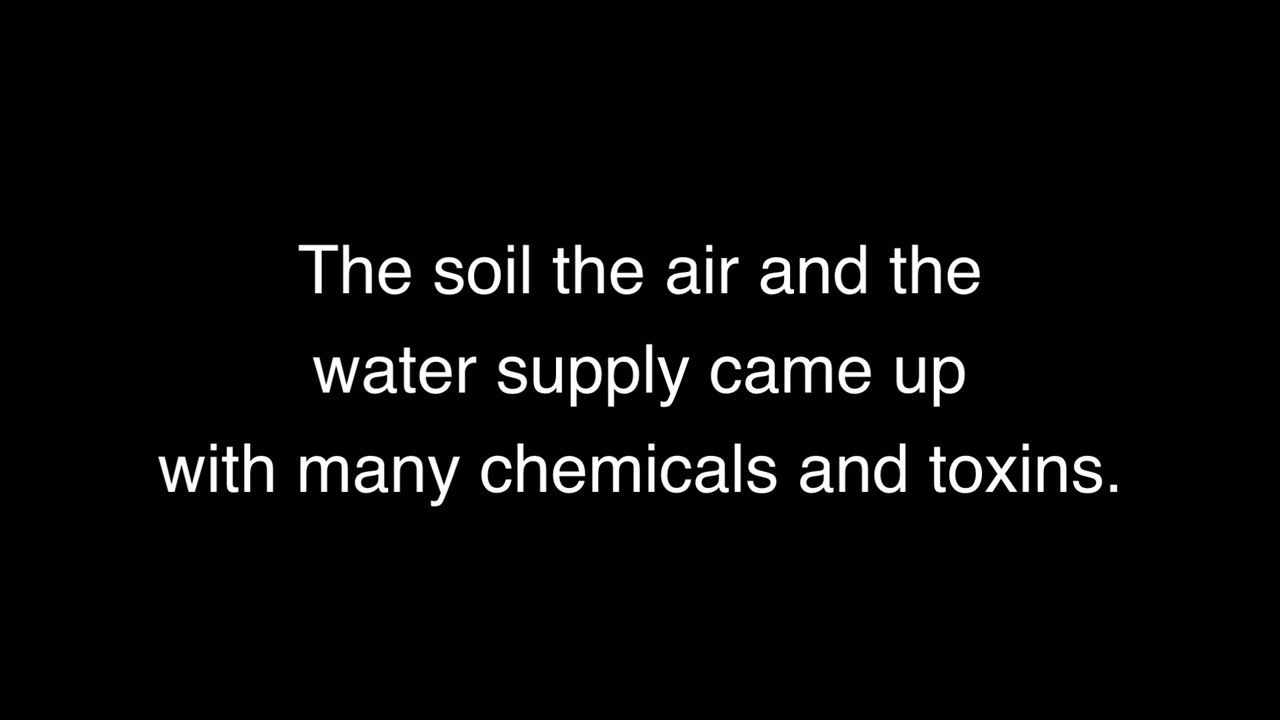 The soil the air and the
water supply came up
with many chemicals and toxins.